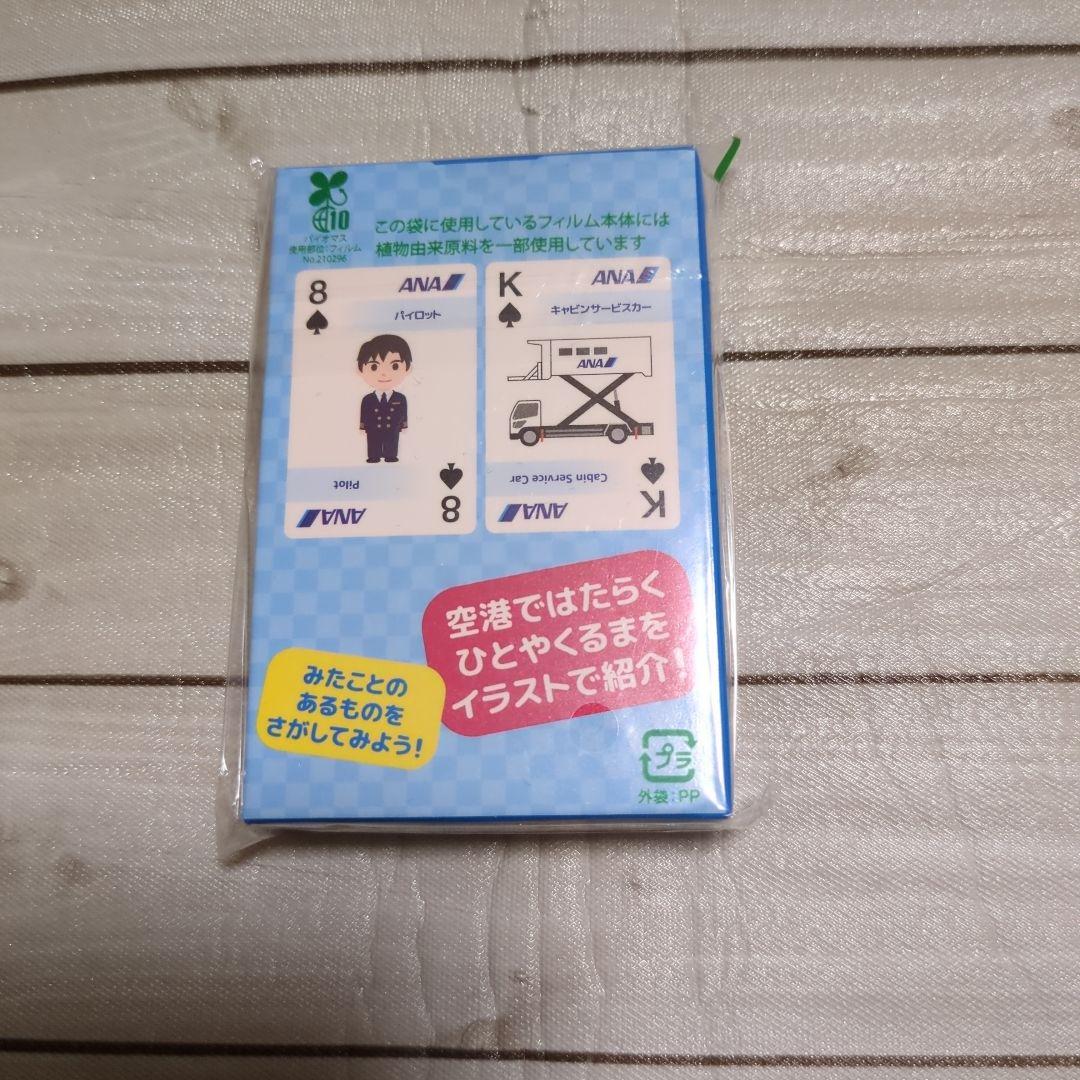 10
バイオマス
使用部位:フィルム
No.210296
この袋に使用しているフィルム本体には
植物由来原料を一部使用しています
8
ANA
パイロット
Pilot
ANA
8
K
ANA
キャビンサービスカー
ANA
Cabin Service Car
ANA
K
空港ではたらく
ひとやくるまを
イラストで紹介!
みたことの
あるものを
さがしてみよう!
プラ
外袋:PP